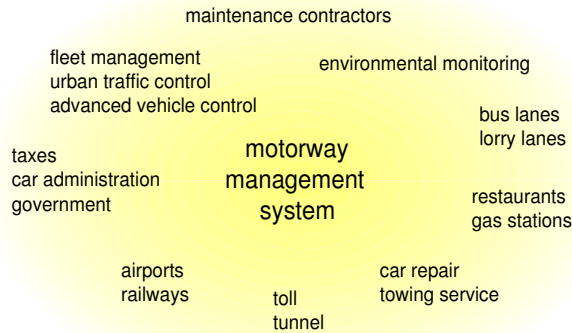 maintenance contractors
fleet management
urban traffic control
advanced vehicle control
environmental monitoring
bus lanes
lorry lanes
taxes
car administration
government
motorway
management
system
restaurants
gas stations
airports
railways
toll
tunnel
car repair
towing service